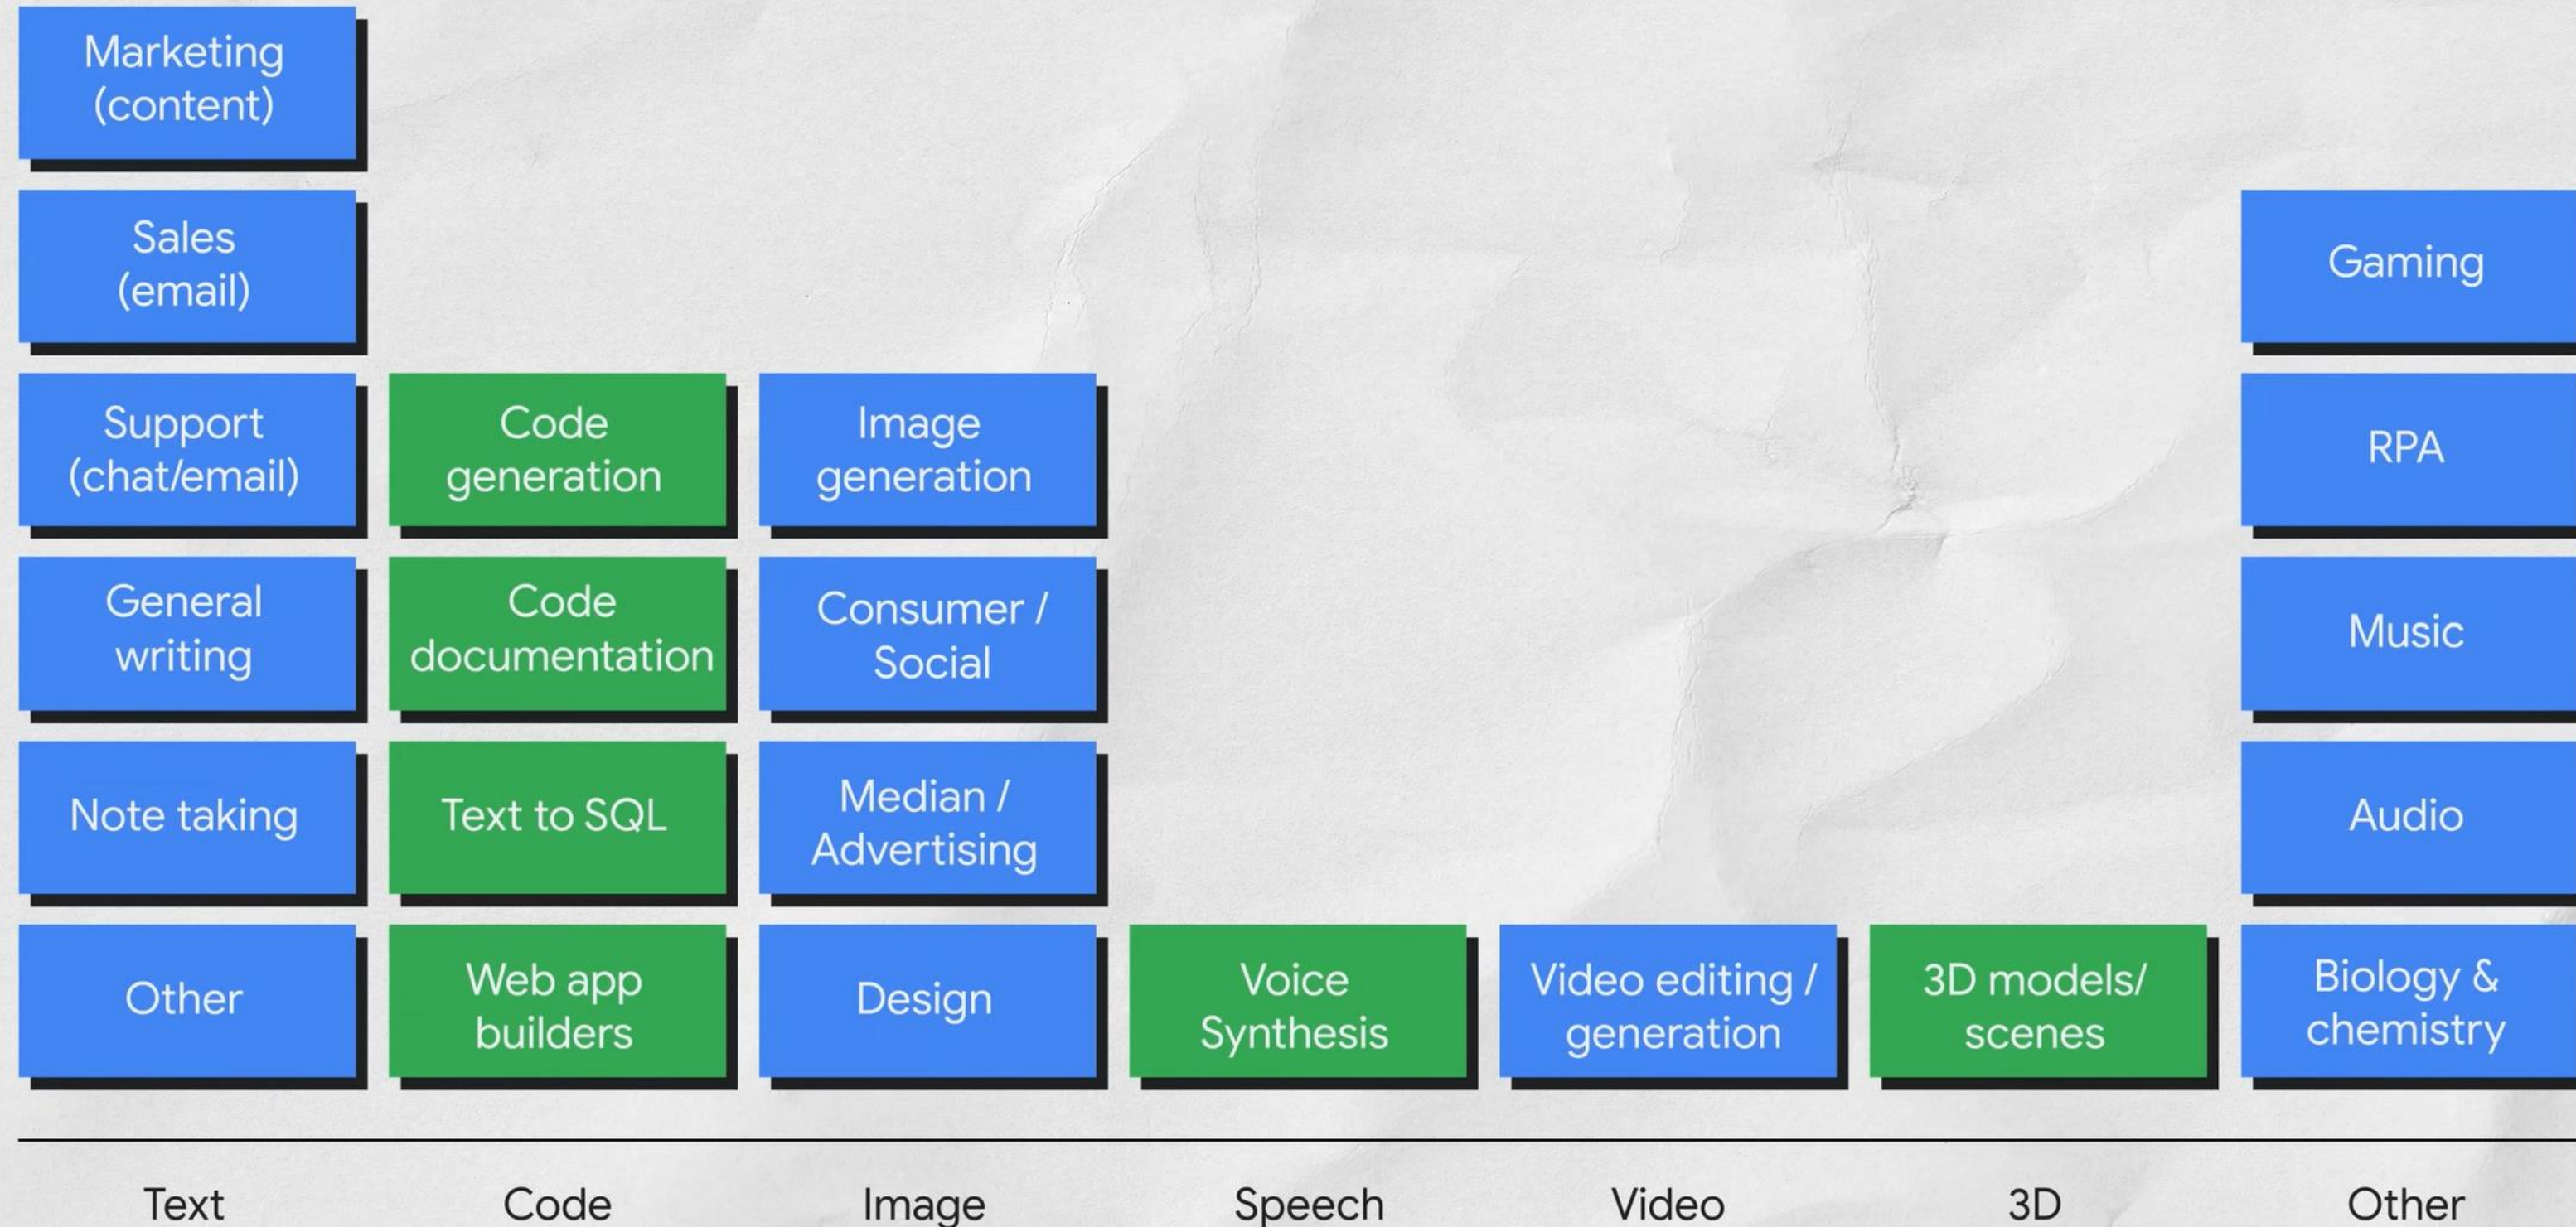 Marketing
(content)
Sales
(email)
Gaming
Support
(chat/email)
Code
generation
Image
generation
RPA
General
writing
Code
documentation
Consumer /
Social
Music
Note taking
Text to SQL
Median /
Advertising
Audio
Other
Web app
builders
Design
Voice
Synthesis
Video editing /
generation
3D models/
scenes
Biology &
chemistry
Text
Code
Image
Speech
Video
3D
Other